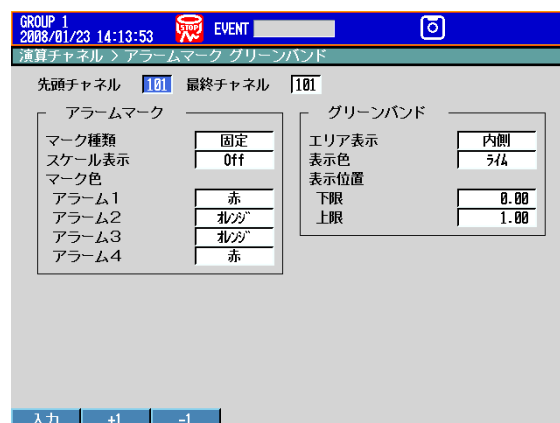 GROUP 1
2008/01/23 14:13:53
STOP
EVENT
演算チャネル > アラームマーク グリーンバンド
先頭チャネル 101 最終チャネル 101
アラームマーク
マーク種類 固定
スケール表示 Off
マーク色
アラーム1 赤
アラーム2 ｵﾚﾝｼﾞ
アラーム3 ｵﾚﾝｼﾞ
アラーム4 赤
グリーンバンド
エリア表示 内側
表示色 ﾗｲﾑ
表示位置
下限 0.00
上限 1.00
入力 +1 -1